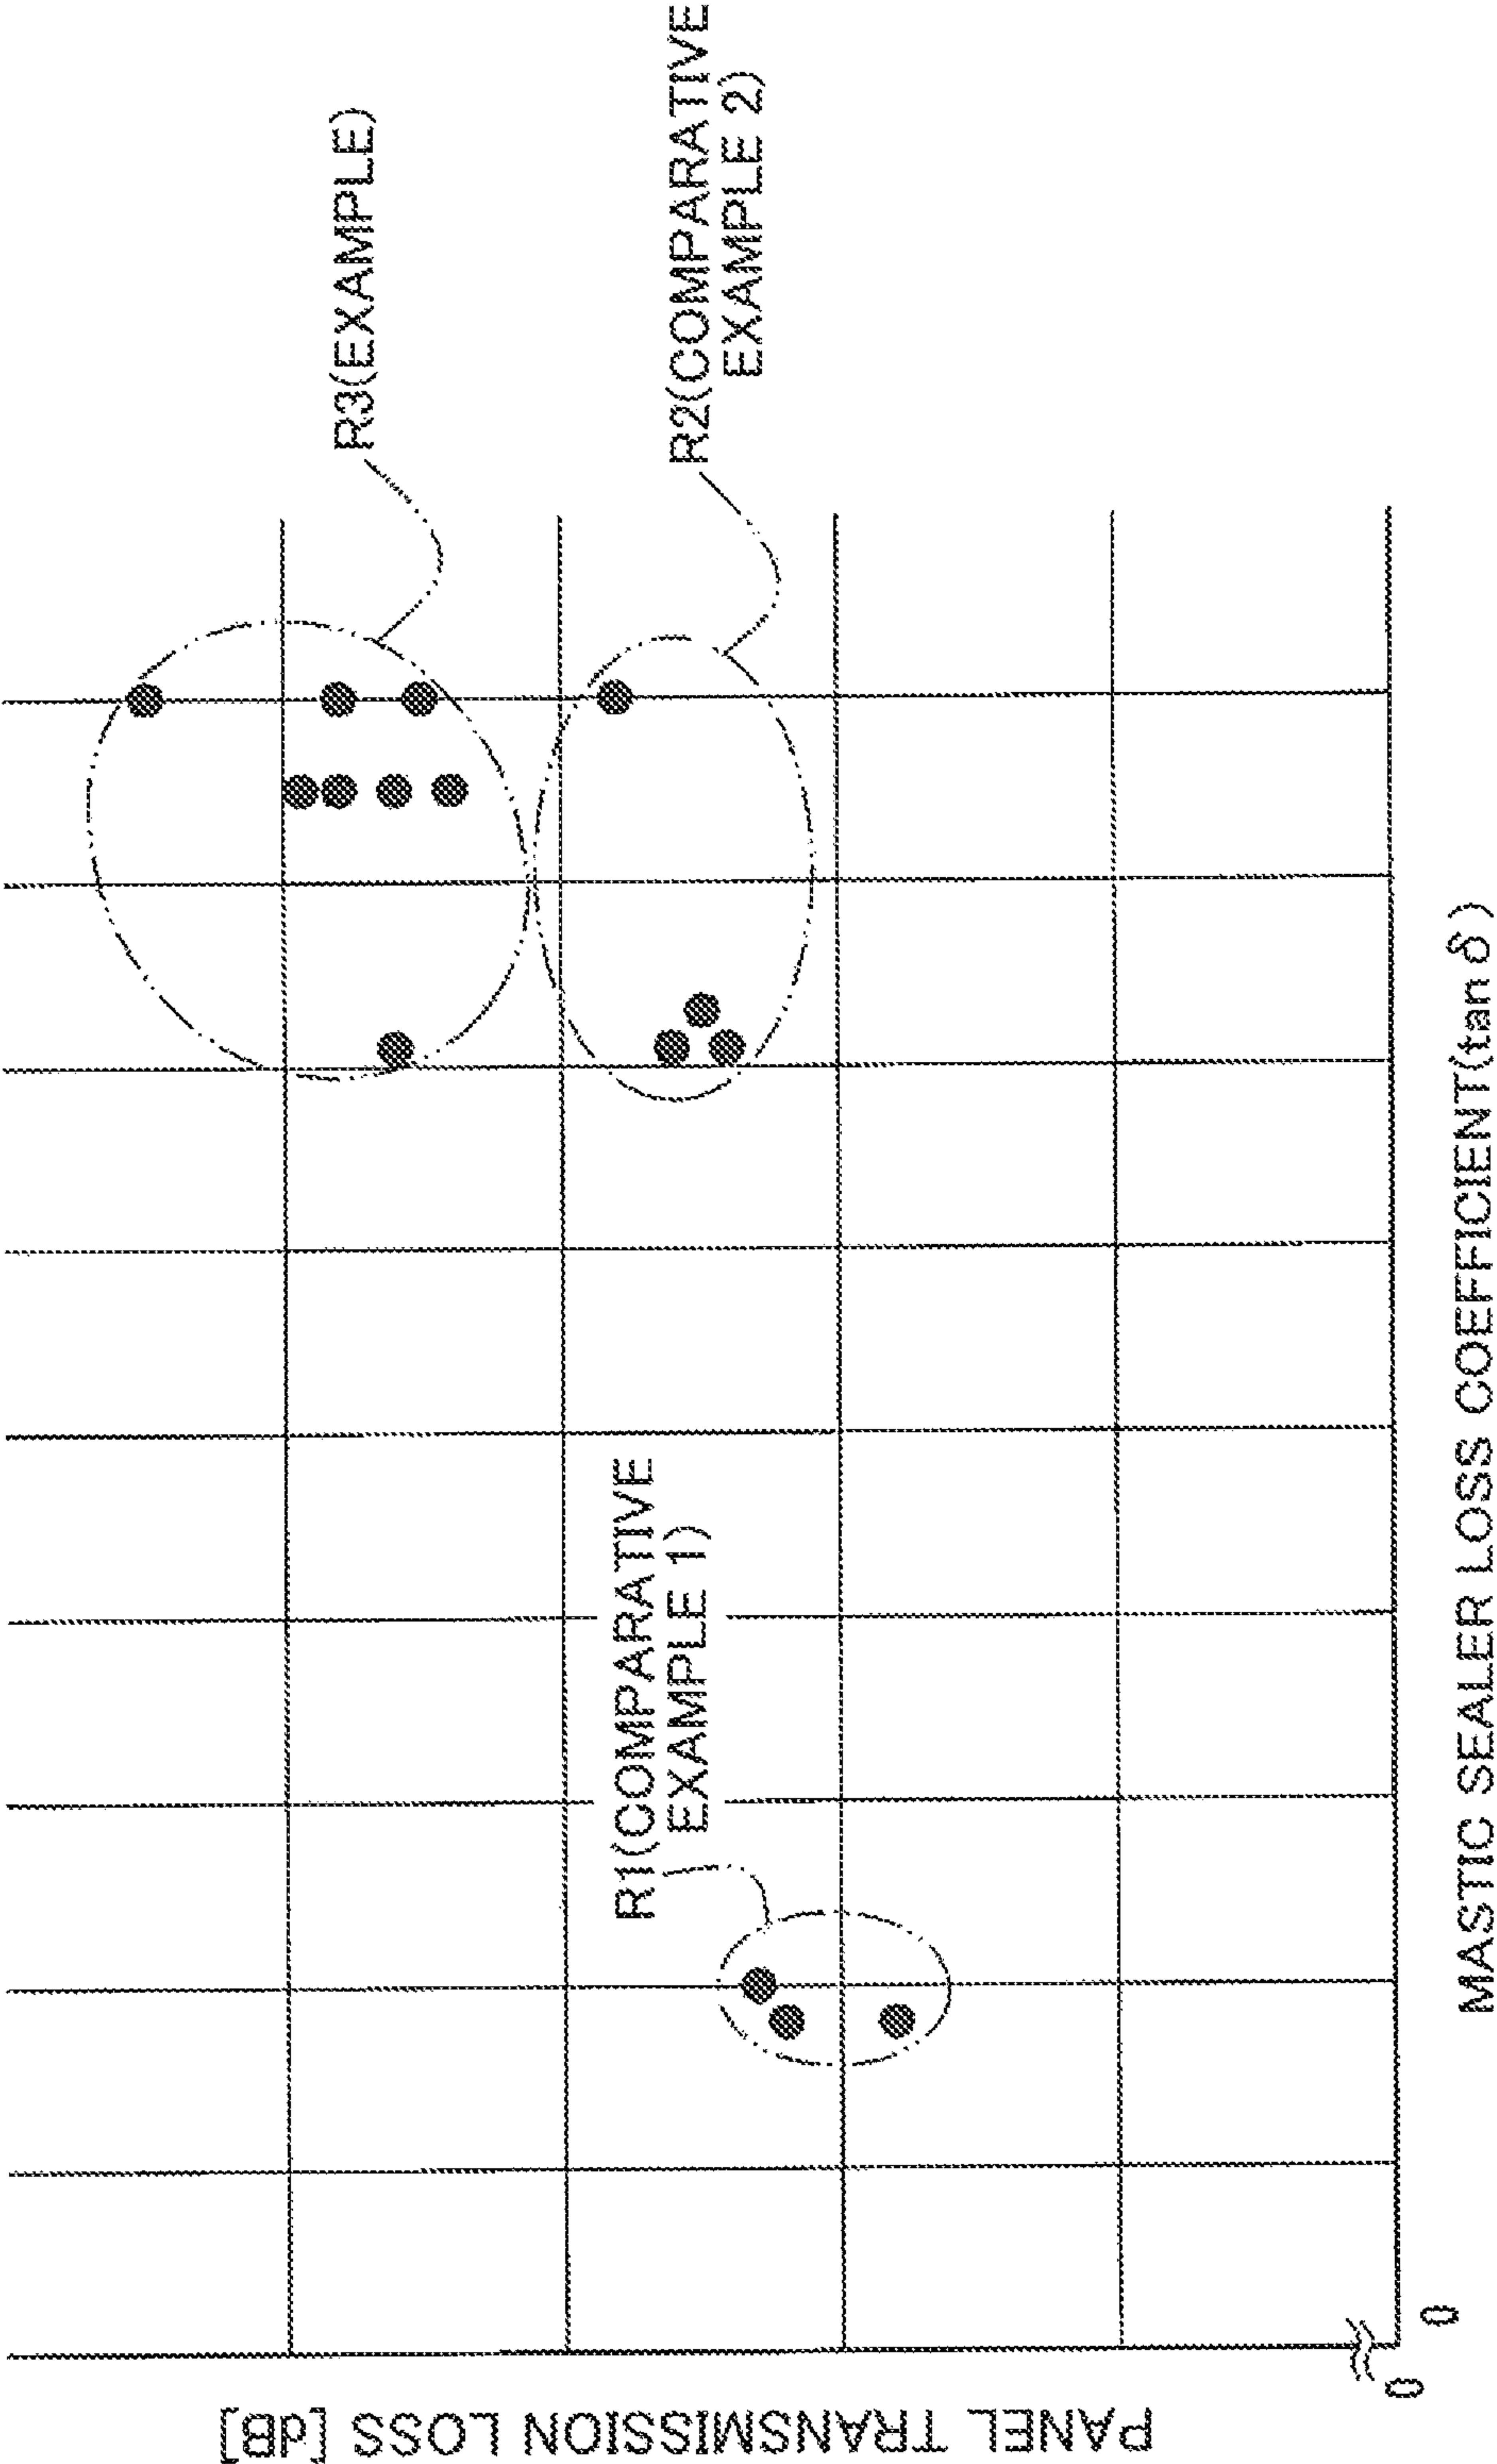 PANEL TRANSMISSION LOSS [dB]
R1(COMPARATIVE
EXAMPLE 1)
R3(EXAMPLE)
R2(COMPARATIVE
EXAMPLE 2)
0
0
MASTIC SEALER LOSS COEFFICIENT(tan δ)